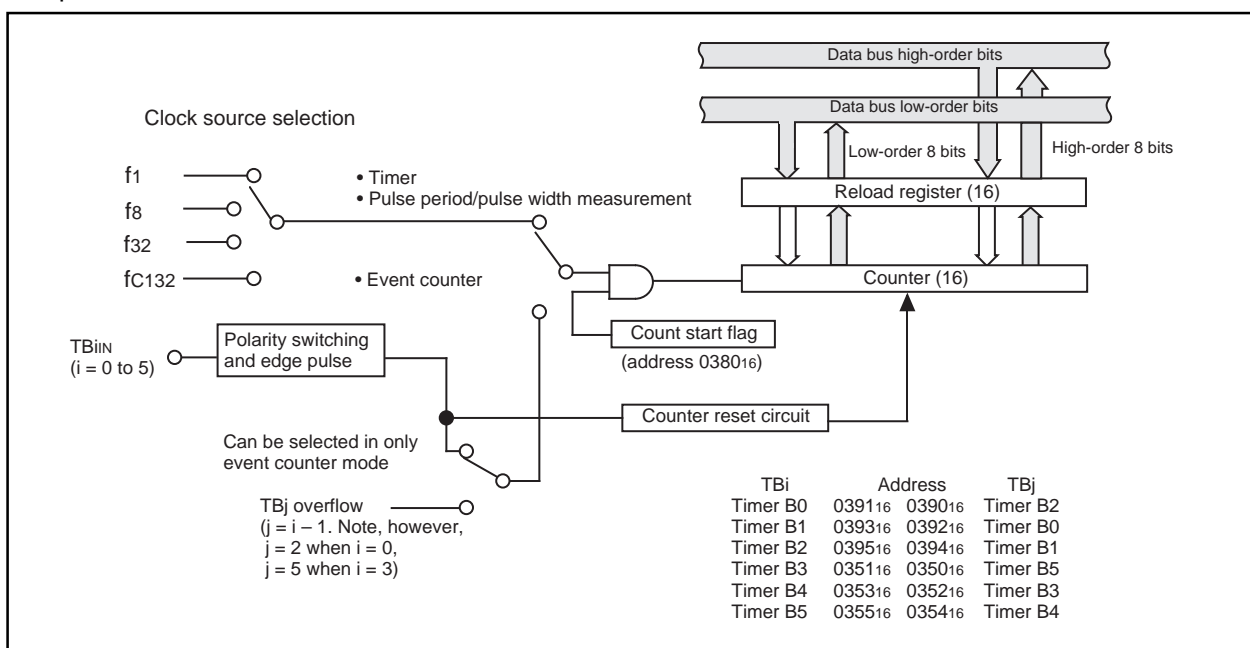 Data bus high-order bits
Data bus low-order bits
Clock source selection
Low-order 8 bits
High-order 8 bits
f1
• Timer
• Pulse period/pulse width measurement
Reload register (16)
f8
f32
fC132
• Event counter
Counter (16)
TBiIN
(i = 0 to 5)
Polarity switching
and edge pulse
Count start flag
(address 038016)
Counter reset circuit
Can be selected in only
event counter mode
TBj overflow
(j = i – 1. Note, however,
j = 2 when i = 0,
j = 5 when i = 3)
TBi Address TBj
Timer B0 039116 039016 Timer B2
Timer B1 039316 039216 Timer B0
Timer B2 039516 039416 Timer B1
Timer B3 035116 035016 Timer B5
Timer B4 035316 035216 Timer B3
Timer B5 035516 035416 Timer B4